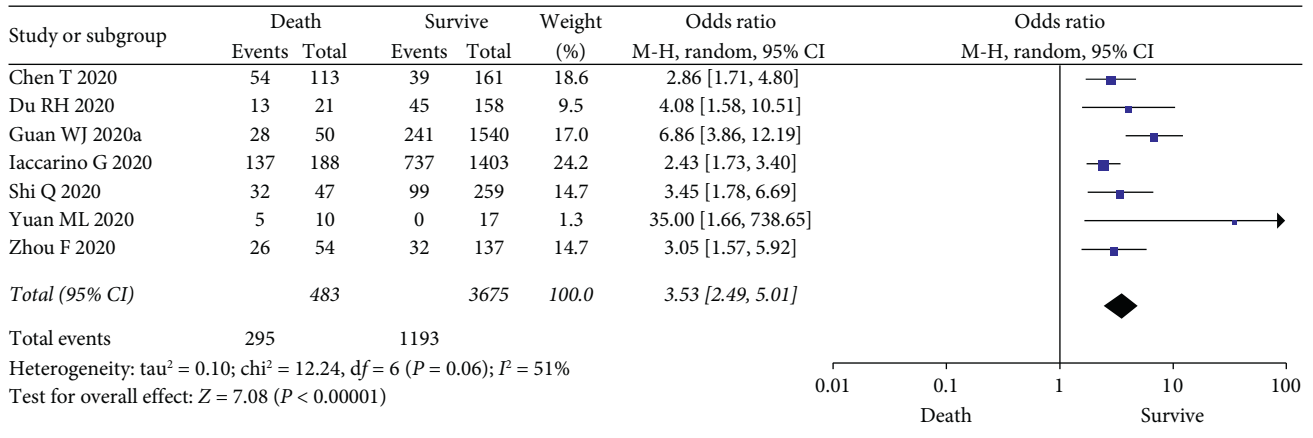 Study or subgroup Death Survive Weight Odds ratio Odds ratio
Events Total Events Total (%) M-H, random, 95% CI M-H, random, 95% CI
Chen T 2020 54 113 39 161 18.6 2.86 [1.71, 4.80]
Du RH 2020 13 21 45 158 9.5 4.08 [1.58, 10.51]
Guan WJ 2020a 28 50 241 1540 17.0 6.86 [3.86, 12.19]
Iaccarino G 2020 137 188 737 1403 24.2 2.43 [1.73, 3.40]
Shi Q 2020 32 47 99 259 14.7 3.45 [1.78, 6.69]
Yuan ML 2020 5 10 0 17 1.3 35.00 [1.66, 738.65]
Zhou F 2020 26 54 32 137 14.7 3.05 [1.57, 5.92]
Total (95% CI) 483 3675 100.0 3.53 [2.49, 5.01]
Total events 295 1193
Heterogeneity: tau² = 0.10; chi² = 12.24, df = 6 (P = 0.06); I² = 51%
Test for overall effect: Z = 7.08 (P < 0.00001)
0.01 0.1 1 10 100
Death Survive